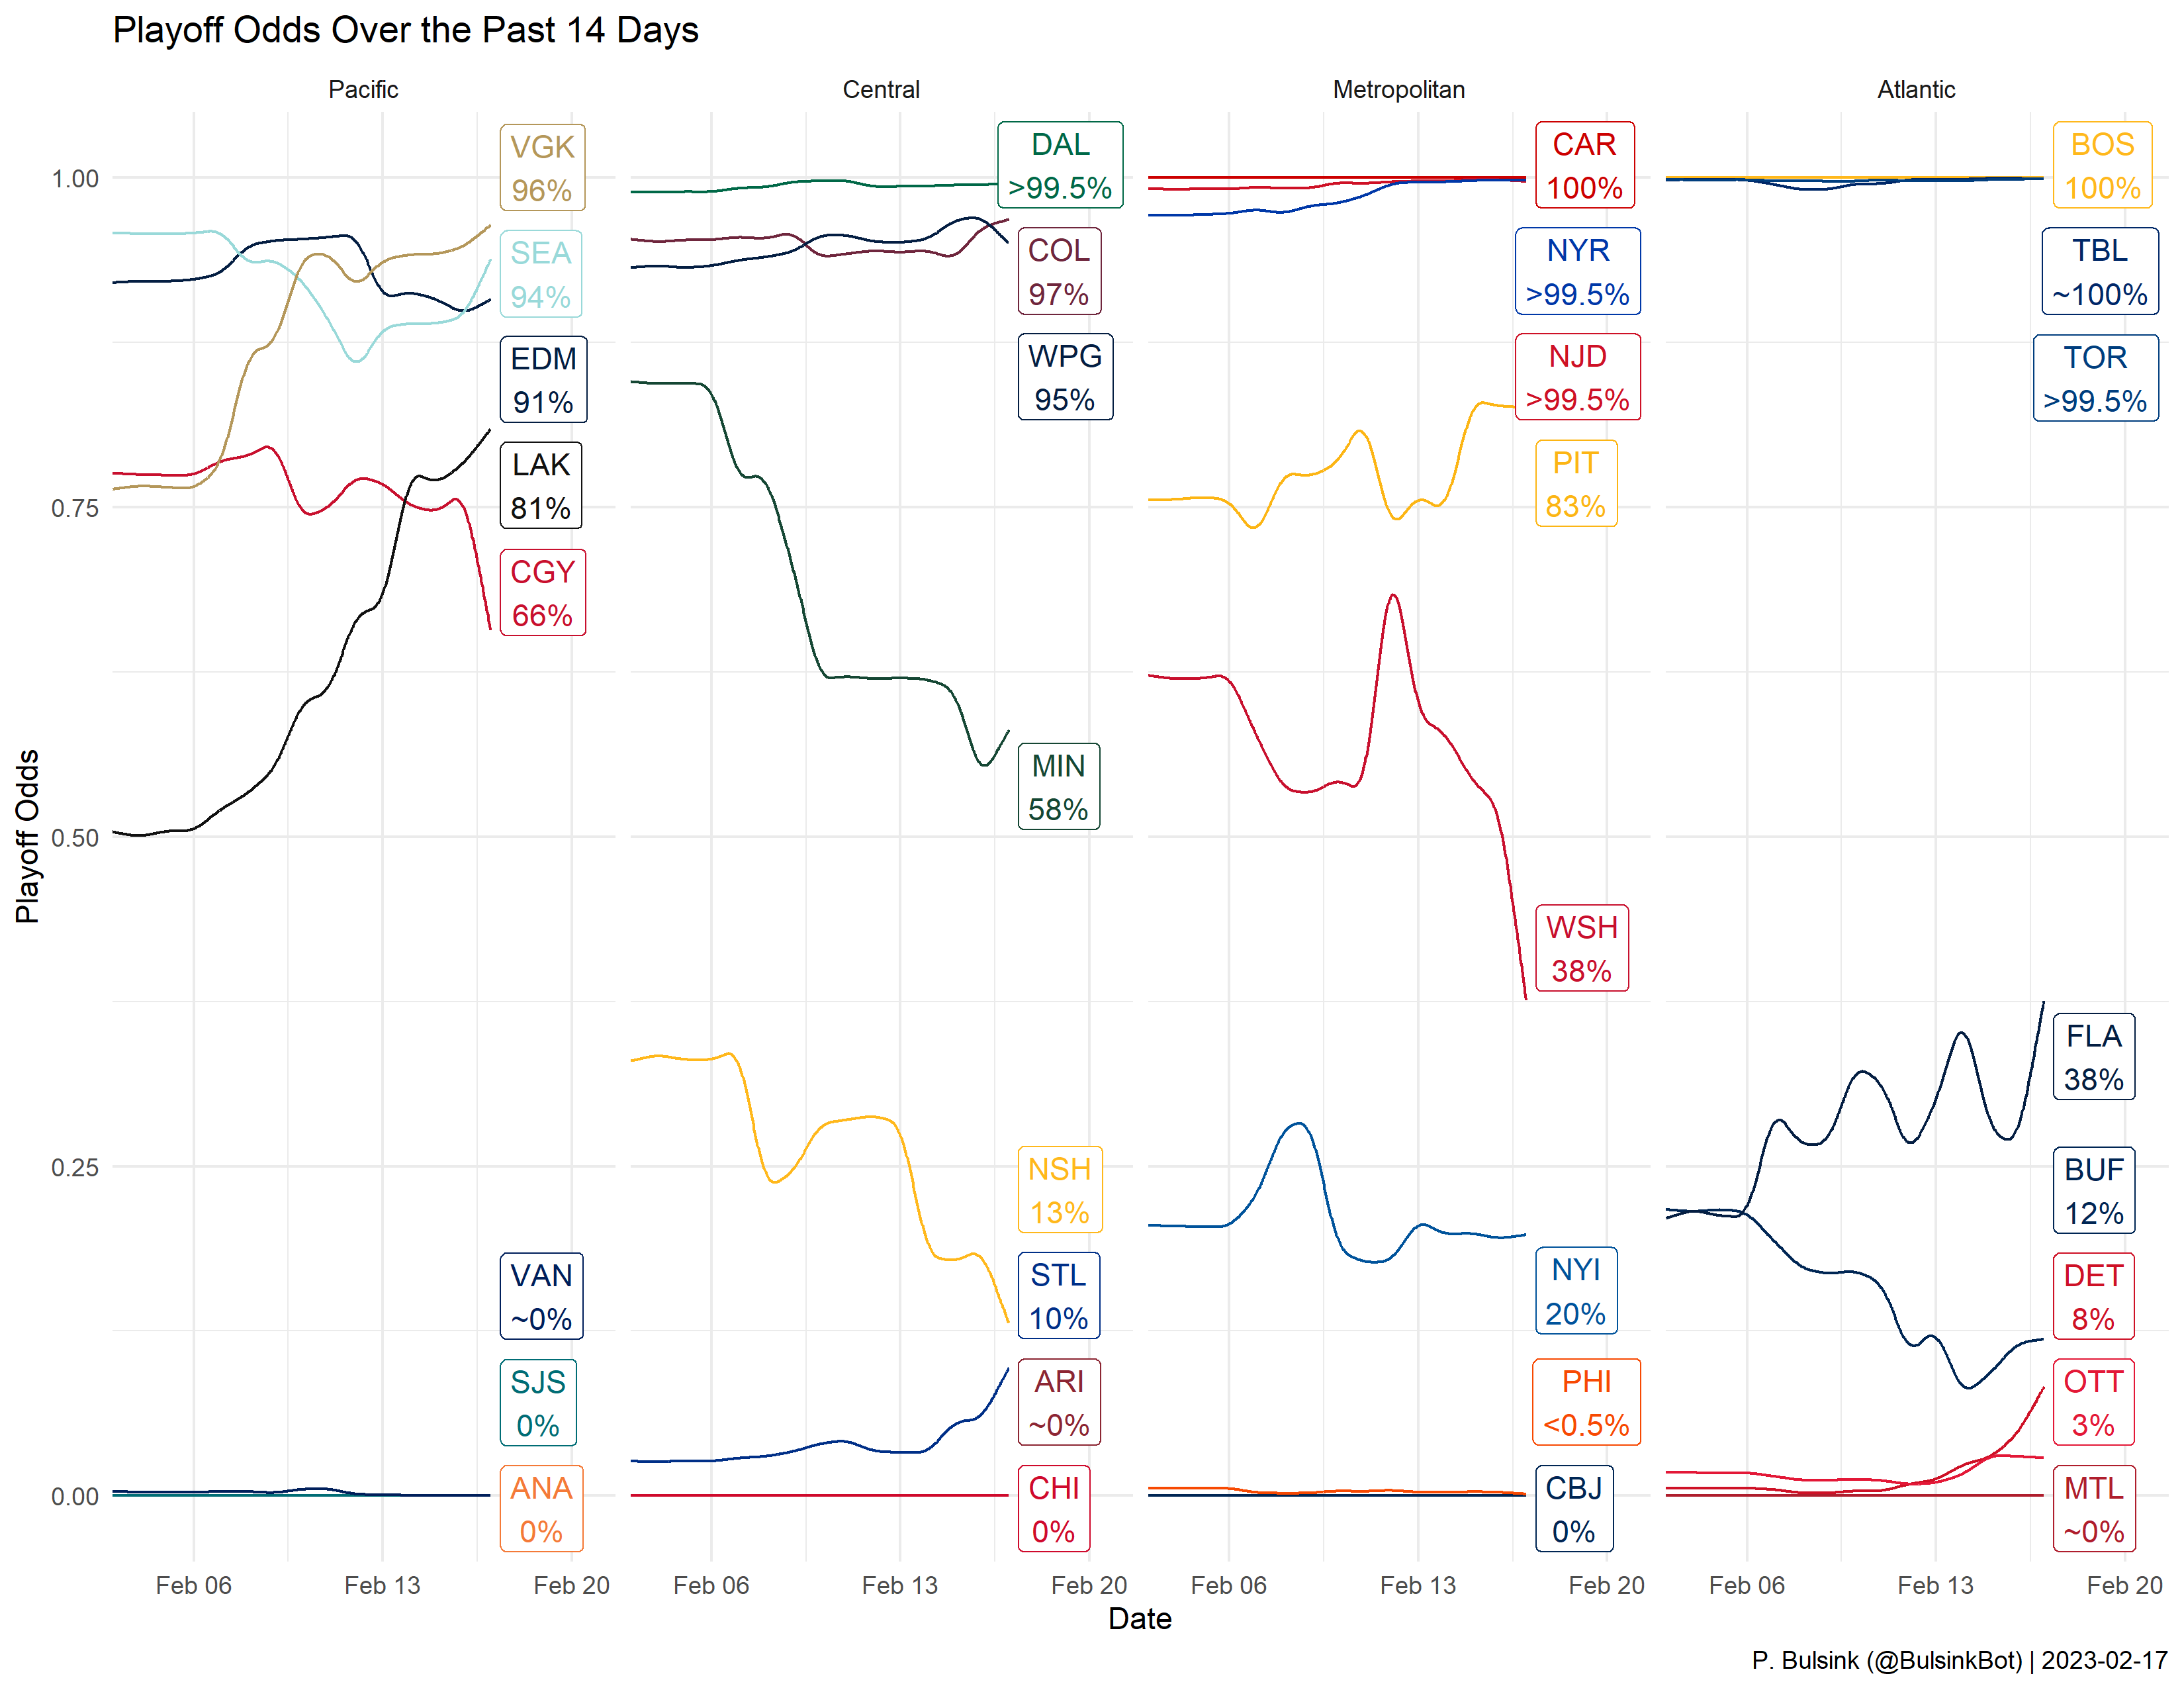 Playoff Odds Over the Past 14 Days
Pacific
Central
Metropolitan
Atlantic
Playoff Odds
1.00
0.75
0.50
0.25
0.00
VGK
96%
SEA
94%
EDM
91%
LAK
81%
CGY
66%
VAN
~0%
SJS
0%
ANA
0%
DAL
>99.5%
COL
97%
WPG
95%
MIN
58%
NSH
13%
STL
10%
ARI
~0%
CHI
0%
CAR
100%
NYR
>99.5%
NJD
>99.5%
PIT
83%
WSH
38%
NYI
20%
PHI
<0.5%
CBJ
0%
BOS
100%
TBL
~100%
TOR
>99.5%
FLA
38%
BUF
12%
DET
8%
OTT
3%
MTL
~0%
Feb 06 Feb 13 Feb 20
Feb 06 Feb 13 Feb 20
Feb 06 Feb 13 Feb 20
Feb 06 Feb 13 Feb 20
Date
P. Bulsink (@BulsinkBot) | 2023-02-17